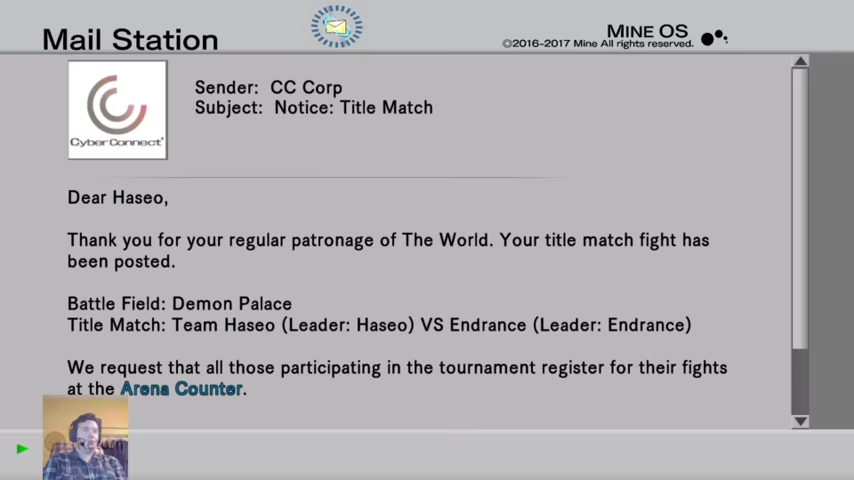 Mail Station
MINE OS
©2016-2017 Mine All rights reserved.
CyberConnect
Sender: CC Corp
Subject: Notice: Title Match
Dear Haseo,
Thank you for your regular patronage of The World. Your title match fight has
been posted.
Battle Field: Demon Palace
Title Match: Team Haseo (Leader: Haseo) VS Endrance (Leader: Endrance)
We request that all those participating in the tournament register for their fights
at the Arena Counter.